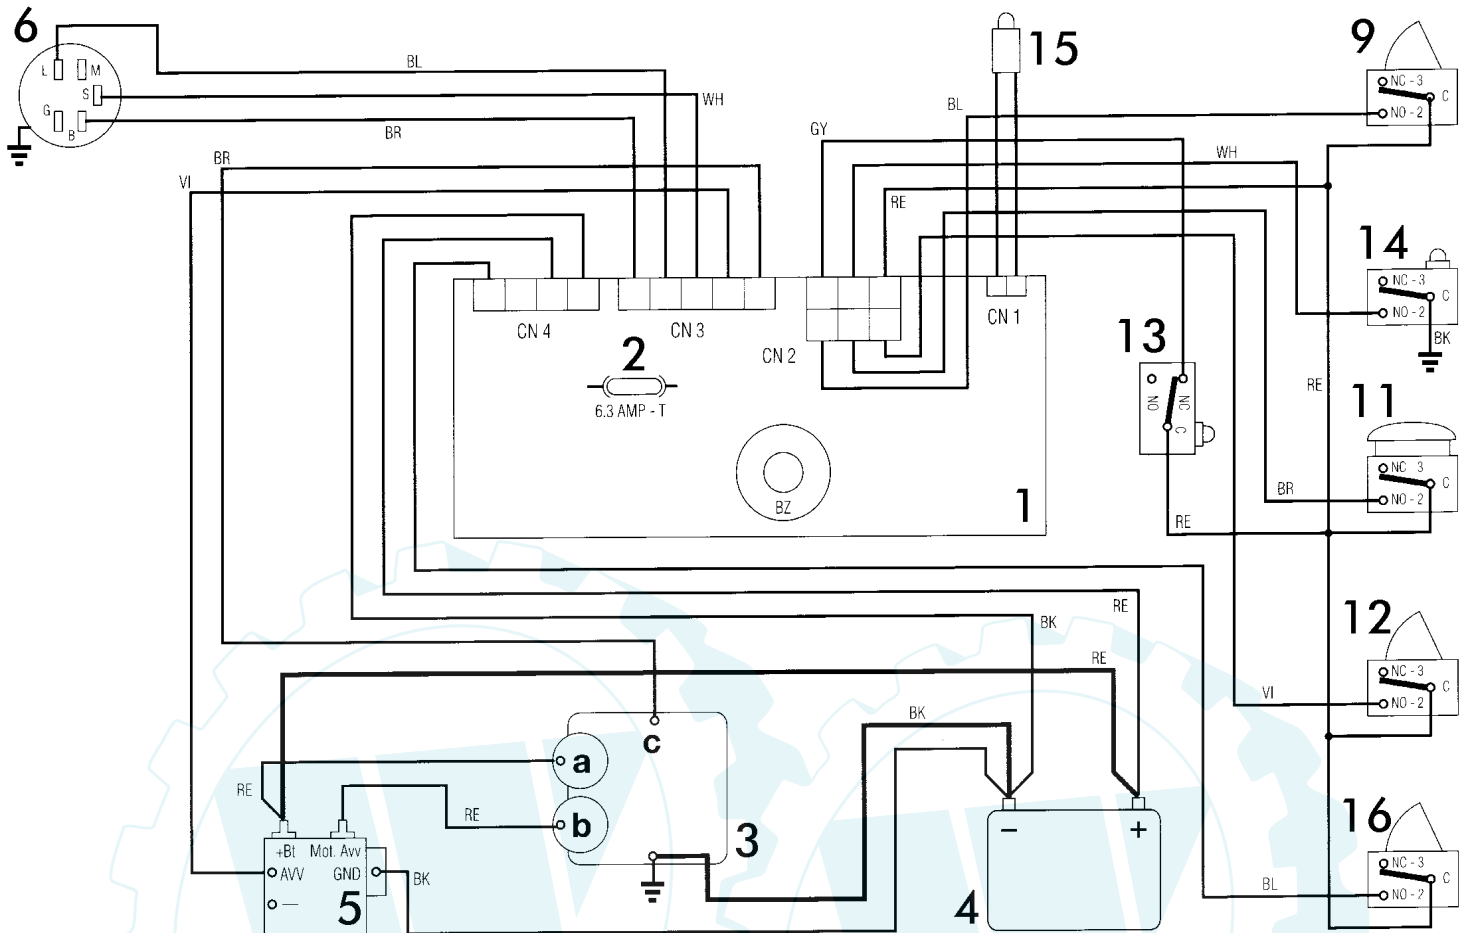 6
L
M
S
G
B
BL
WH
BR
BR
VI
15
BL
GY
WH
RE
9
NC - 3
C
NO - 2
14
NC - 3
C
NO - 2
BK
CN 4
CN 3
CN 2
CN 1
2
6.3 AMP - T
BZ
1
13
NO
NC
C
RE
RE
11
NC 3
C
NO - 2
BR
RE
BK
RE
12
NC - 3
C
NO - 2
VI
BK
c
a
b
3
RE
RE
+Bt
Mot. Avv
AVV
GND
—
5
BK
4
–
+
16
NC - 3
C
NO - 2
BL